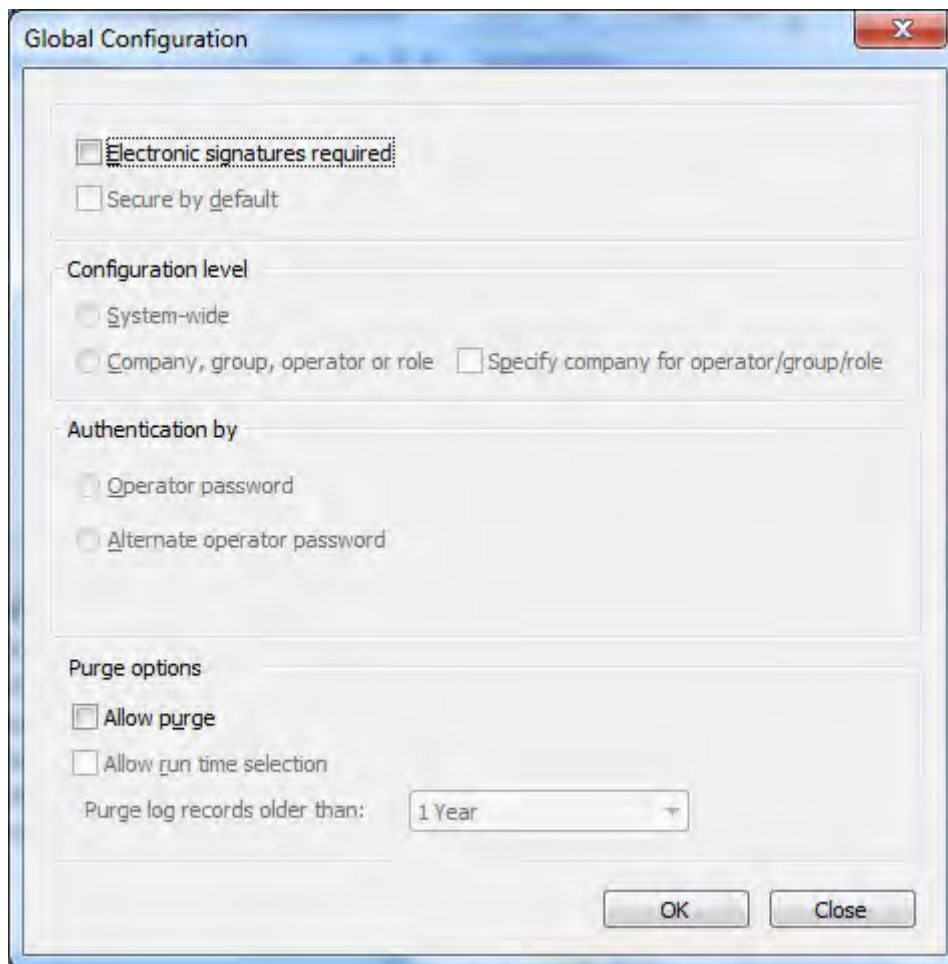 Global Configuration
Electronic signatures required
Secure by default
Configuration level
System-wide
Company, group, operator or role Specify company for operator/group/role
Authentication by
Operator password
Alternate operator password
Purge options
Allow purge
Allow run time selection
Purge log records older than: 1 Year
OK Close